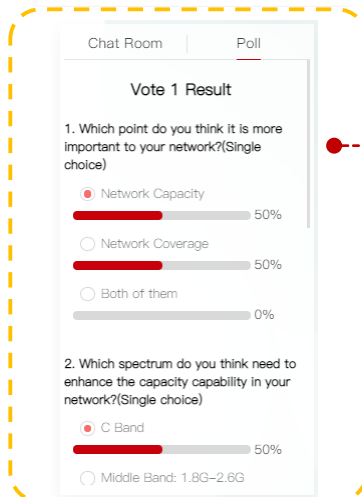 Chat Room
Poll
Vote 1 Result
1. Which point do you think it is more
important to your network?(Single
choice)
Network Capacity
50%
Network Coverage
50%
Both of them
0%
2. Which spectrum do you think need to
enhance the capacity capability in your
network?(Single choice)
C Band
50%
Middle Band: 1.8G-2.6G